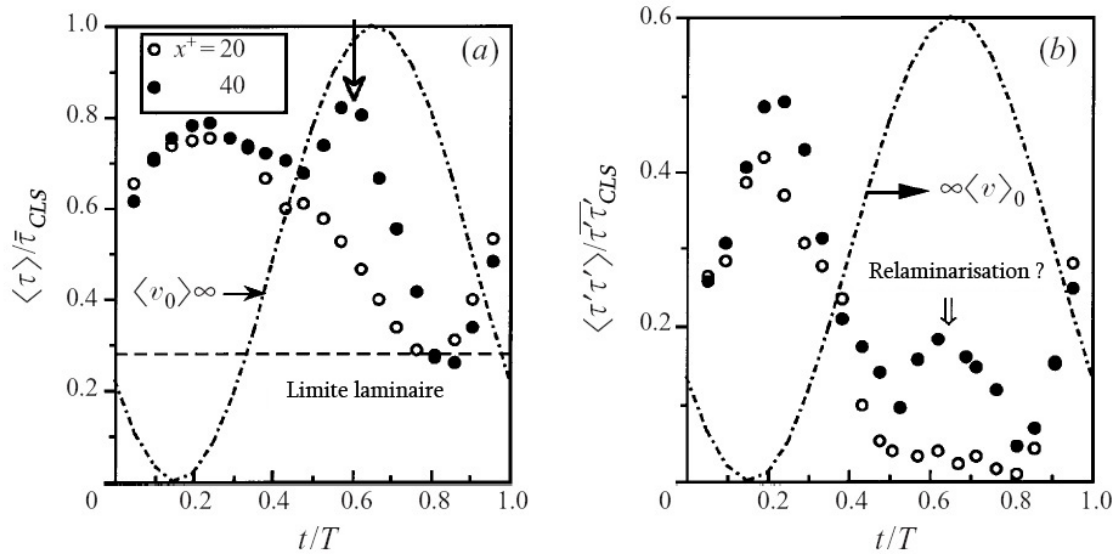 1.0
(a)
x⁺ = 20
40
0.8
0.6
0.4
0.2
0
⟨τ⟩/τ̄_CLS
⟨v₀⟩∞
Limite laminaire
0 0.2 0.4 0.6 0.8 1.0
t/T
0.6
(b)
0.4
0.2
0
⟨τ′τ′⟩/τ′τ′_CLS
∞⟨v⟩₀
Relaminarisation ?
0.2 0.4 0.6 0.8 1.0
t/T